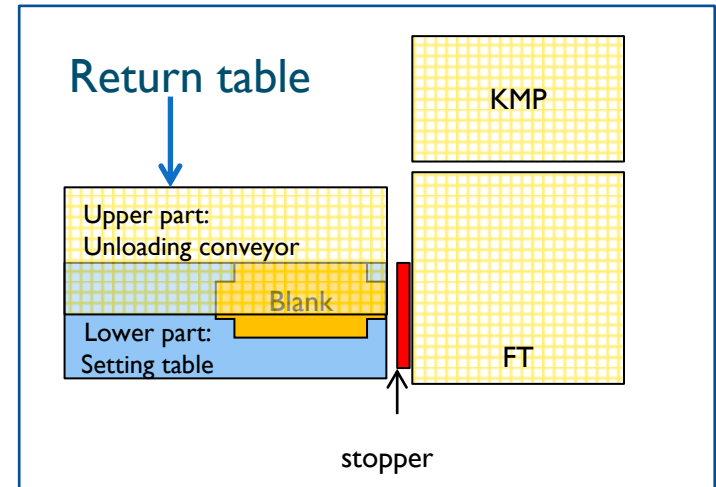 Return table
KMP
Upper part:
Unloading conveyor
Blank
Lower part:
Setting table
FT
stopper